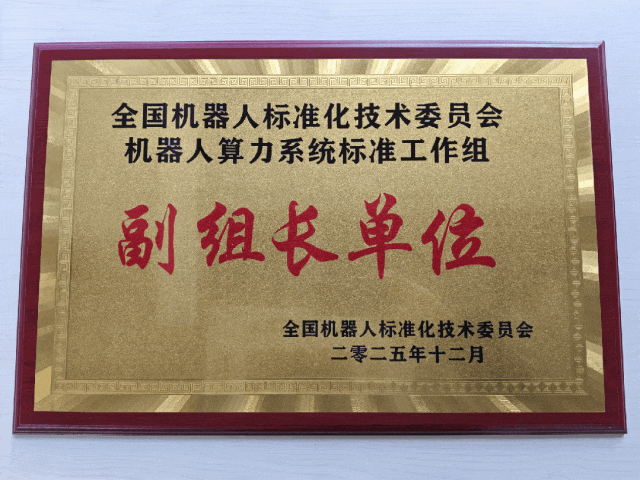 全国机器人标准化技术委员会
机器人算力系统标准工作组
副组长单位
全国机器人标准化技术委员会
二零二五年十二月